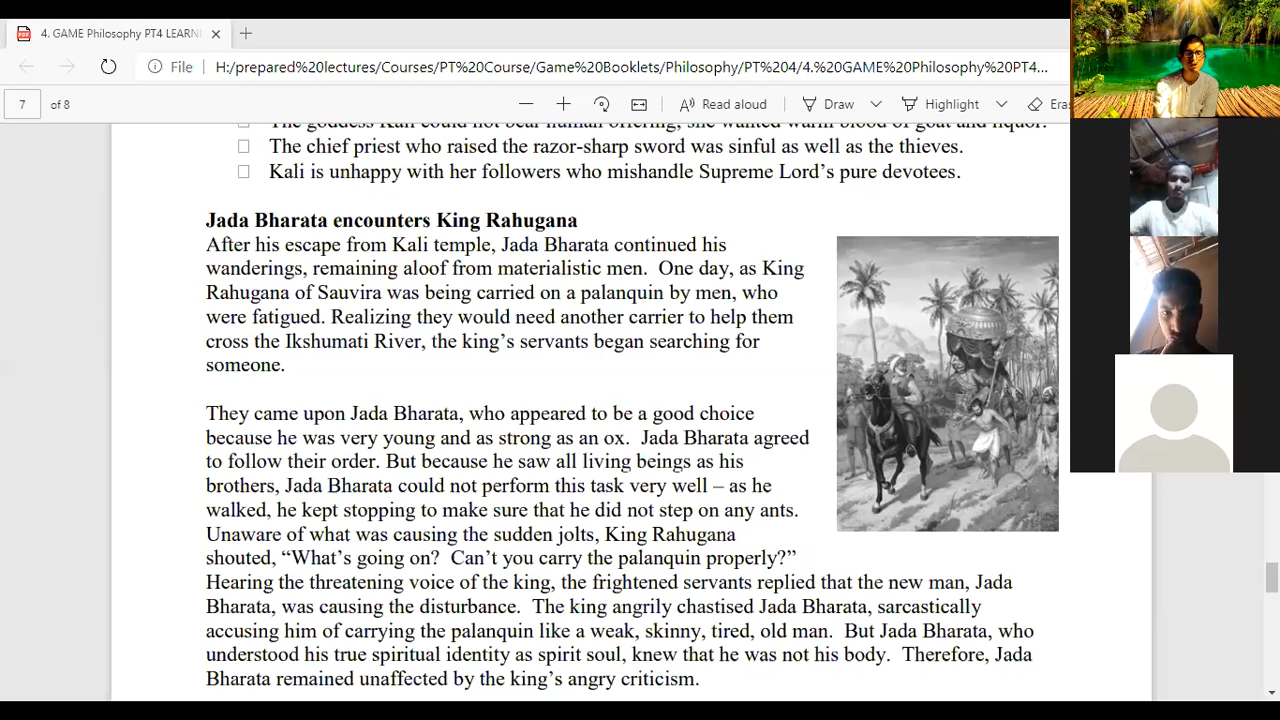 4. GAME Philosophy PT4 LEARNI
File H:/prepared%20lectures/Courses/PT%20Course/Game%20Booklets/Philosophy/PT%204/4.%20GAME%20Philosophy%20PT4...
7 of 8 Read aloud Draw Highlight Eras
The chief priest who raised the razor-sharp sword was sinful as well as the thieves.
Kali is unhappy with her followers who mishandle Supreme Lord's pure devotees.
Jada Bharata encounters King Rahugana
After his escape from Kali temple, Jada Bharata continued his
wanderings, remaining aloof from materialistic men. One day, as King
Rahugana of Sauvira was being carried on a palanquin by men, who
were fatigued. Realizing they would need another carrier to help them
cross the Ikshumati River, the king's servants began searching for
someone.
They came upon Jada Bharata, who appeared to be a good choice
because he was very young and as strong as an ox. Jada Bharata agreed
to follow their order. But because he saw all living beings as his
brothers, Jada Bharata could not perform this task very well – as he
walked, he kept stopping to make sure that he did not step on any ants.
Unaware of what was causing the sudden jolts, King Rahugana
shouted, “What's going on? Can't you carry the palanquin properly?”
Hearing the threatening voice of the king, the frightened servants replied that the new man, Jada
Bharata, was causing the disturbance. The king angrily chastised Jada Bharata, sarcastically
accusing him of carrying the palanquin like a weak, skinny, tired, old man. But Jada Bharata, who
understood his true spiritual identity as spirit soul, knew that he was not his body. Therefore, Jada
Bharata remained unaffected by the king's angry criticism.